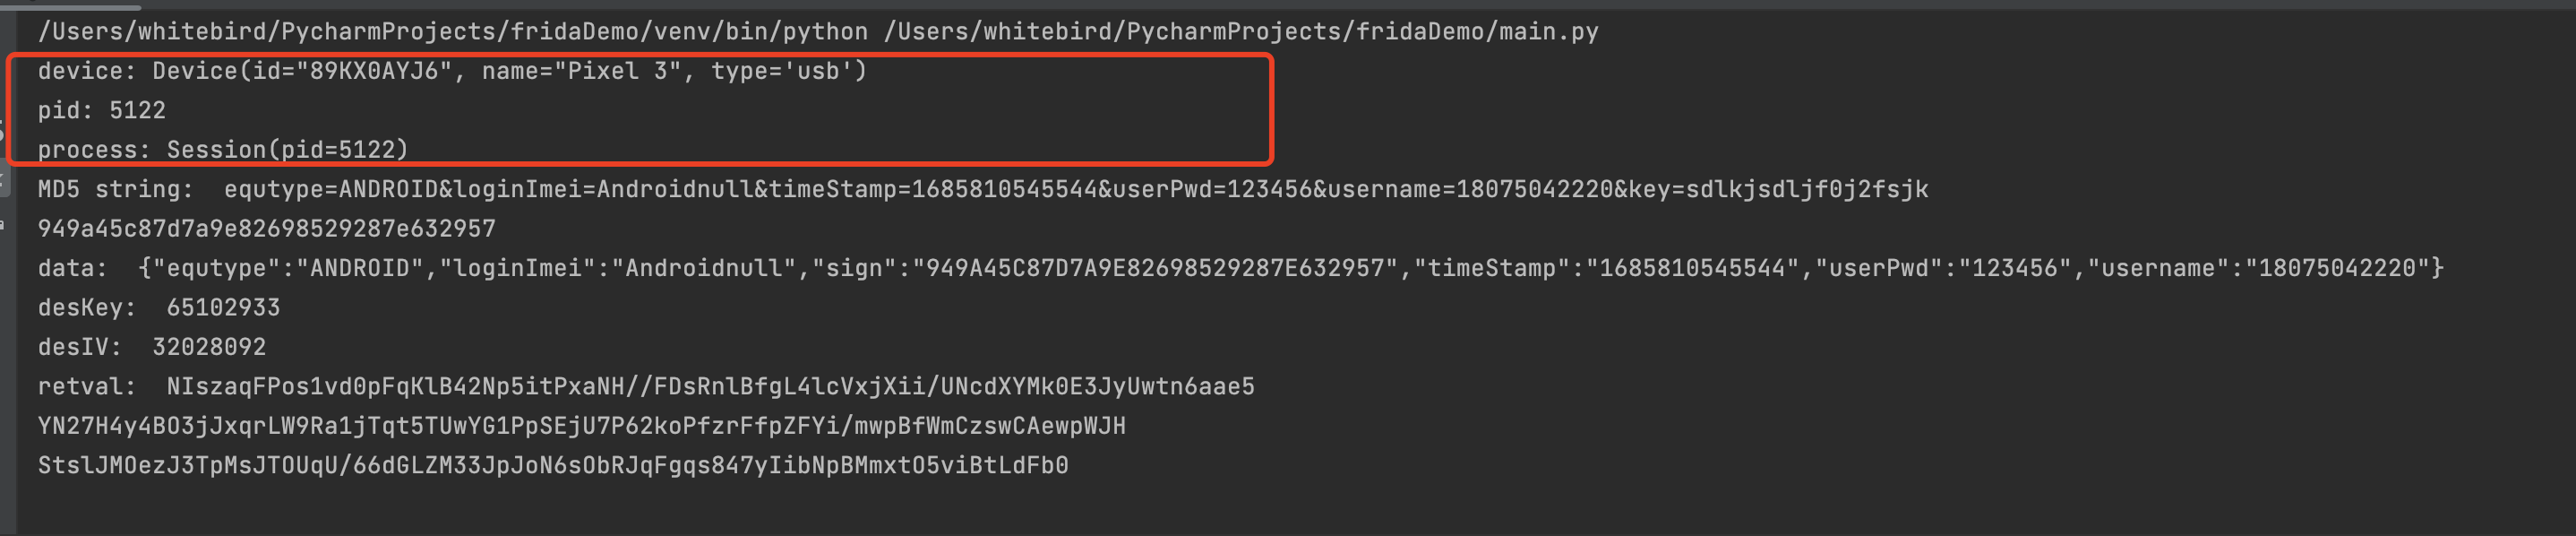 /Users/whitebird/PycharmProjects/fridaDemo/venv/bin/python /Users/whitebird/PycharmProjects/fridaDemo/main.py
device: Device(id="89KX0AYJ6", name="Pixel 3", type='usb')
pid: 5122
process: Session(pid=5122)
MD5 string:  equtype=ANDROID&loginImei=Androidnull&timeStamp=1685810545544&userPwd=123456&username=18075042220&key=sdlkjsdljf0j2fsjk
949a45c87d7a9e82698529287e632957
data:  {"equtype":"ANDROID","loginImei":"Androidnull","sign":"949A45C87D7A9E82698529287E632957","timeStamp":"1685810545544","userPwd":"123456","username":"18075042220"}
desKey:  65102933
desIV:  32028092
retval:  NIszaqFPos1vd0pFqKlB42Np5itPxaNH//FDsRnlBfgL4lcVxjXii/UNcdXYMk0E3JyUwtn6aae5
YN27H4y4BO3jJxqrLW9Ra1jTqt5TUwYG1PpSEjU7P62koPfzrFfpZFYi/mwpBfWmCzswCAewpWJH
StslJMOezJ3TpMsJTOUqU/66dGLZM33JpJoN6sObRJqFgqs847yIibNpBMmxtO5viBtLdFb0